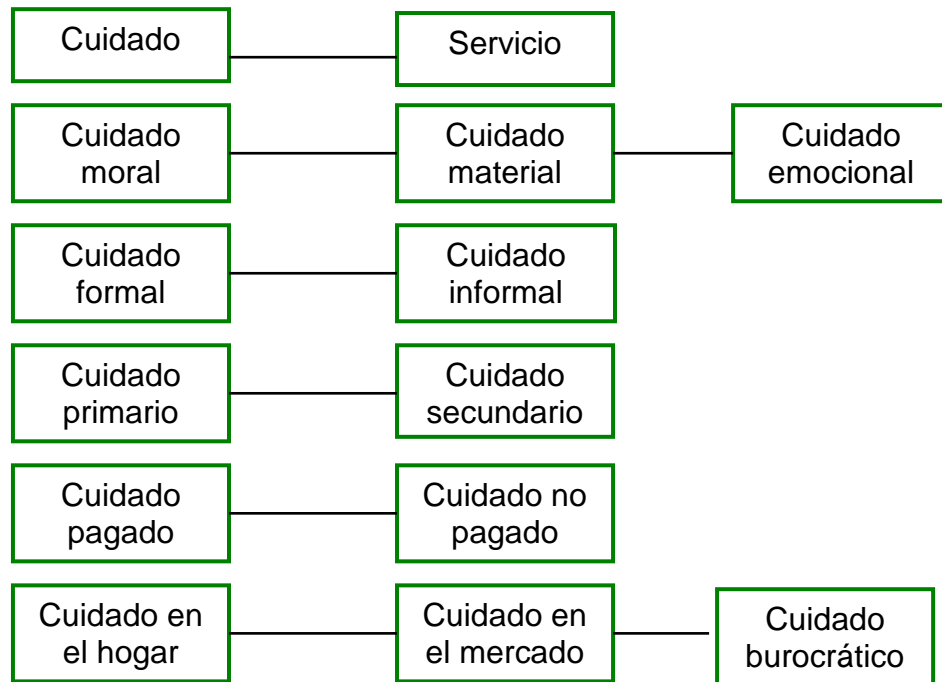 Cuidado
Servicio
Cuidado
moral
Cuidado
material
Cuidado
emocional
Cuidado
formal
Cuidado
informal
Cuidado
primario
Cuidado
secundario
Cuidado
pagado
Cuidado no
pagado
Cuidado en
el hogar
Cuidado en
el mercado
Cuidado
burocrático